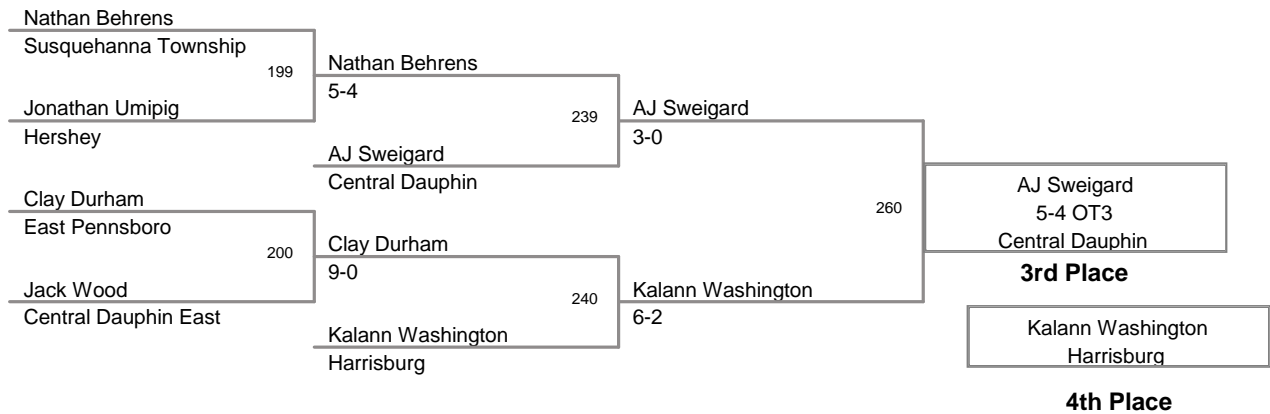 Nathan Behrens
Susquehanna Township
199
Jonathan Umipig
Hershey
Clay Durham
East Pennsboro
200
Jack Wood
Central Dauphin East
Nathan Behrens
5-4
239
AJ Sweigard
Central Dauphin
Clay Durham
9-0
240
Kalann Washington
Harrisburg
AJ Sweigard
3-0
260
Kalann Washington
6-2
AJ Sweigard
5-4 OT3
Central Dauphin
3rd Place
Kalann Washington
Harrisburg
4th Place